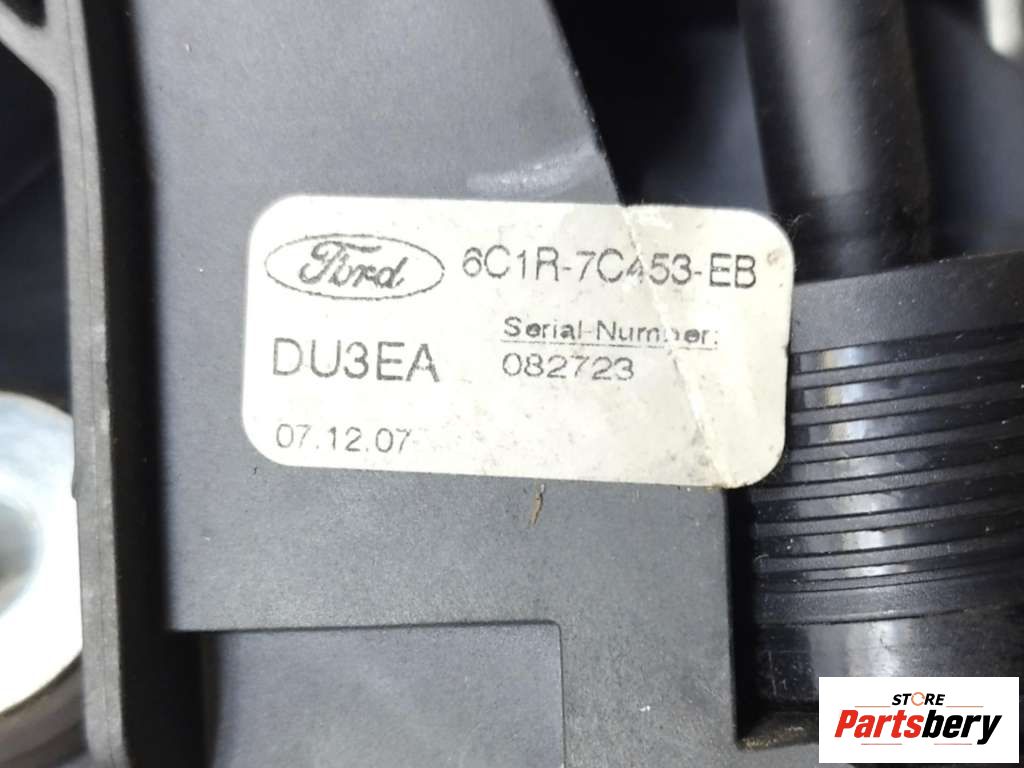 Ford 6C1R-7C453-EB
DU3EA
Serial-Number:
082723
07.12.07
STORE
Partsbery